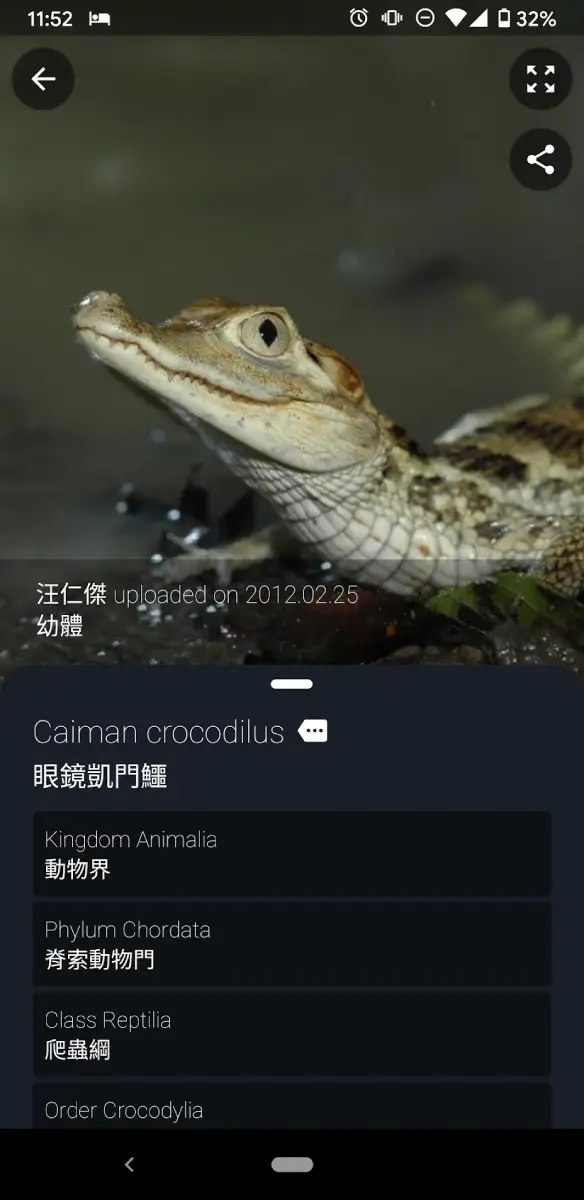 11:52 32%
汪仁傑 uploaded on 2012.02.25
幼體
Caiman crocodilus
眼鏡凱門鱷
Kingdom Animalia
動物界
Phylum Chordata
脊索動物門
Class Reptilia
爬蟲綱
Order Crocodylia